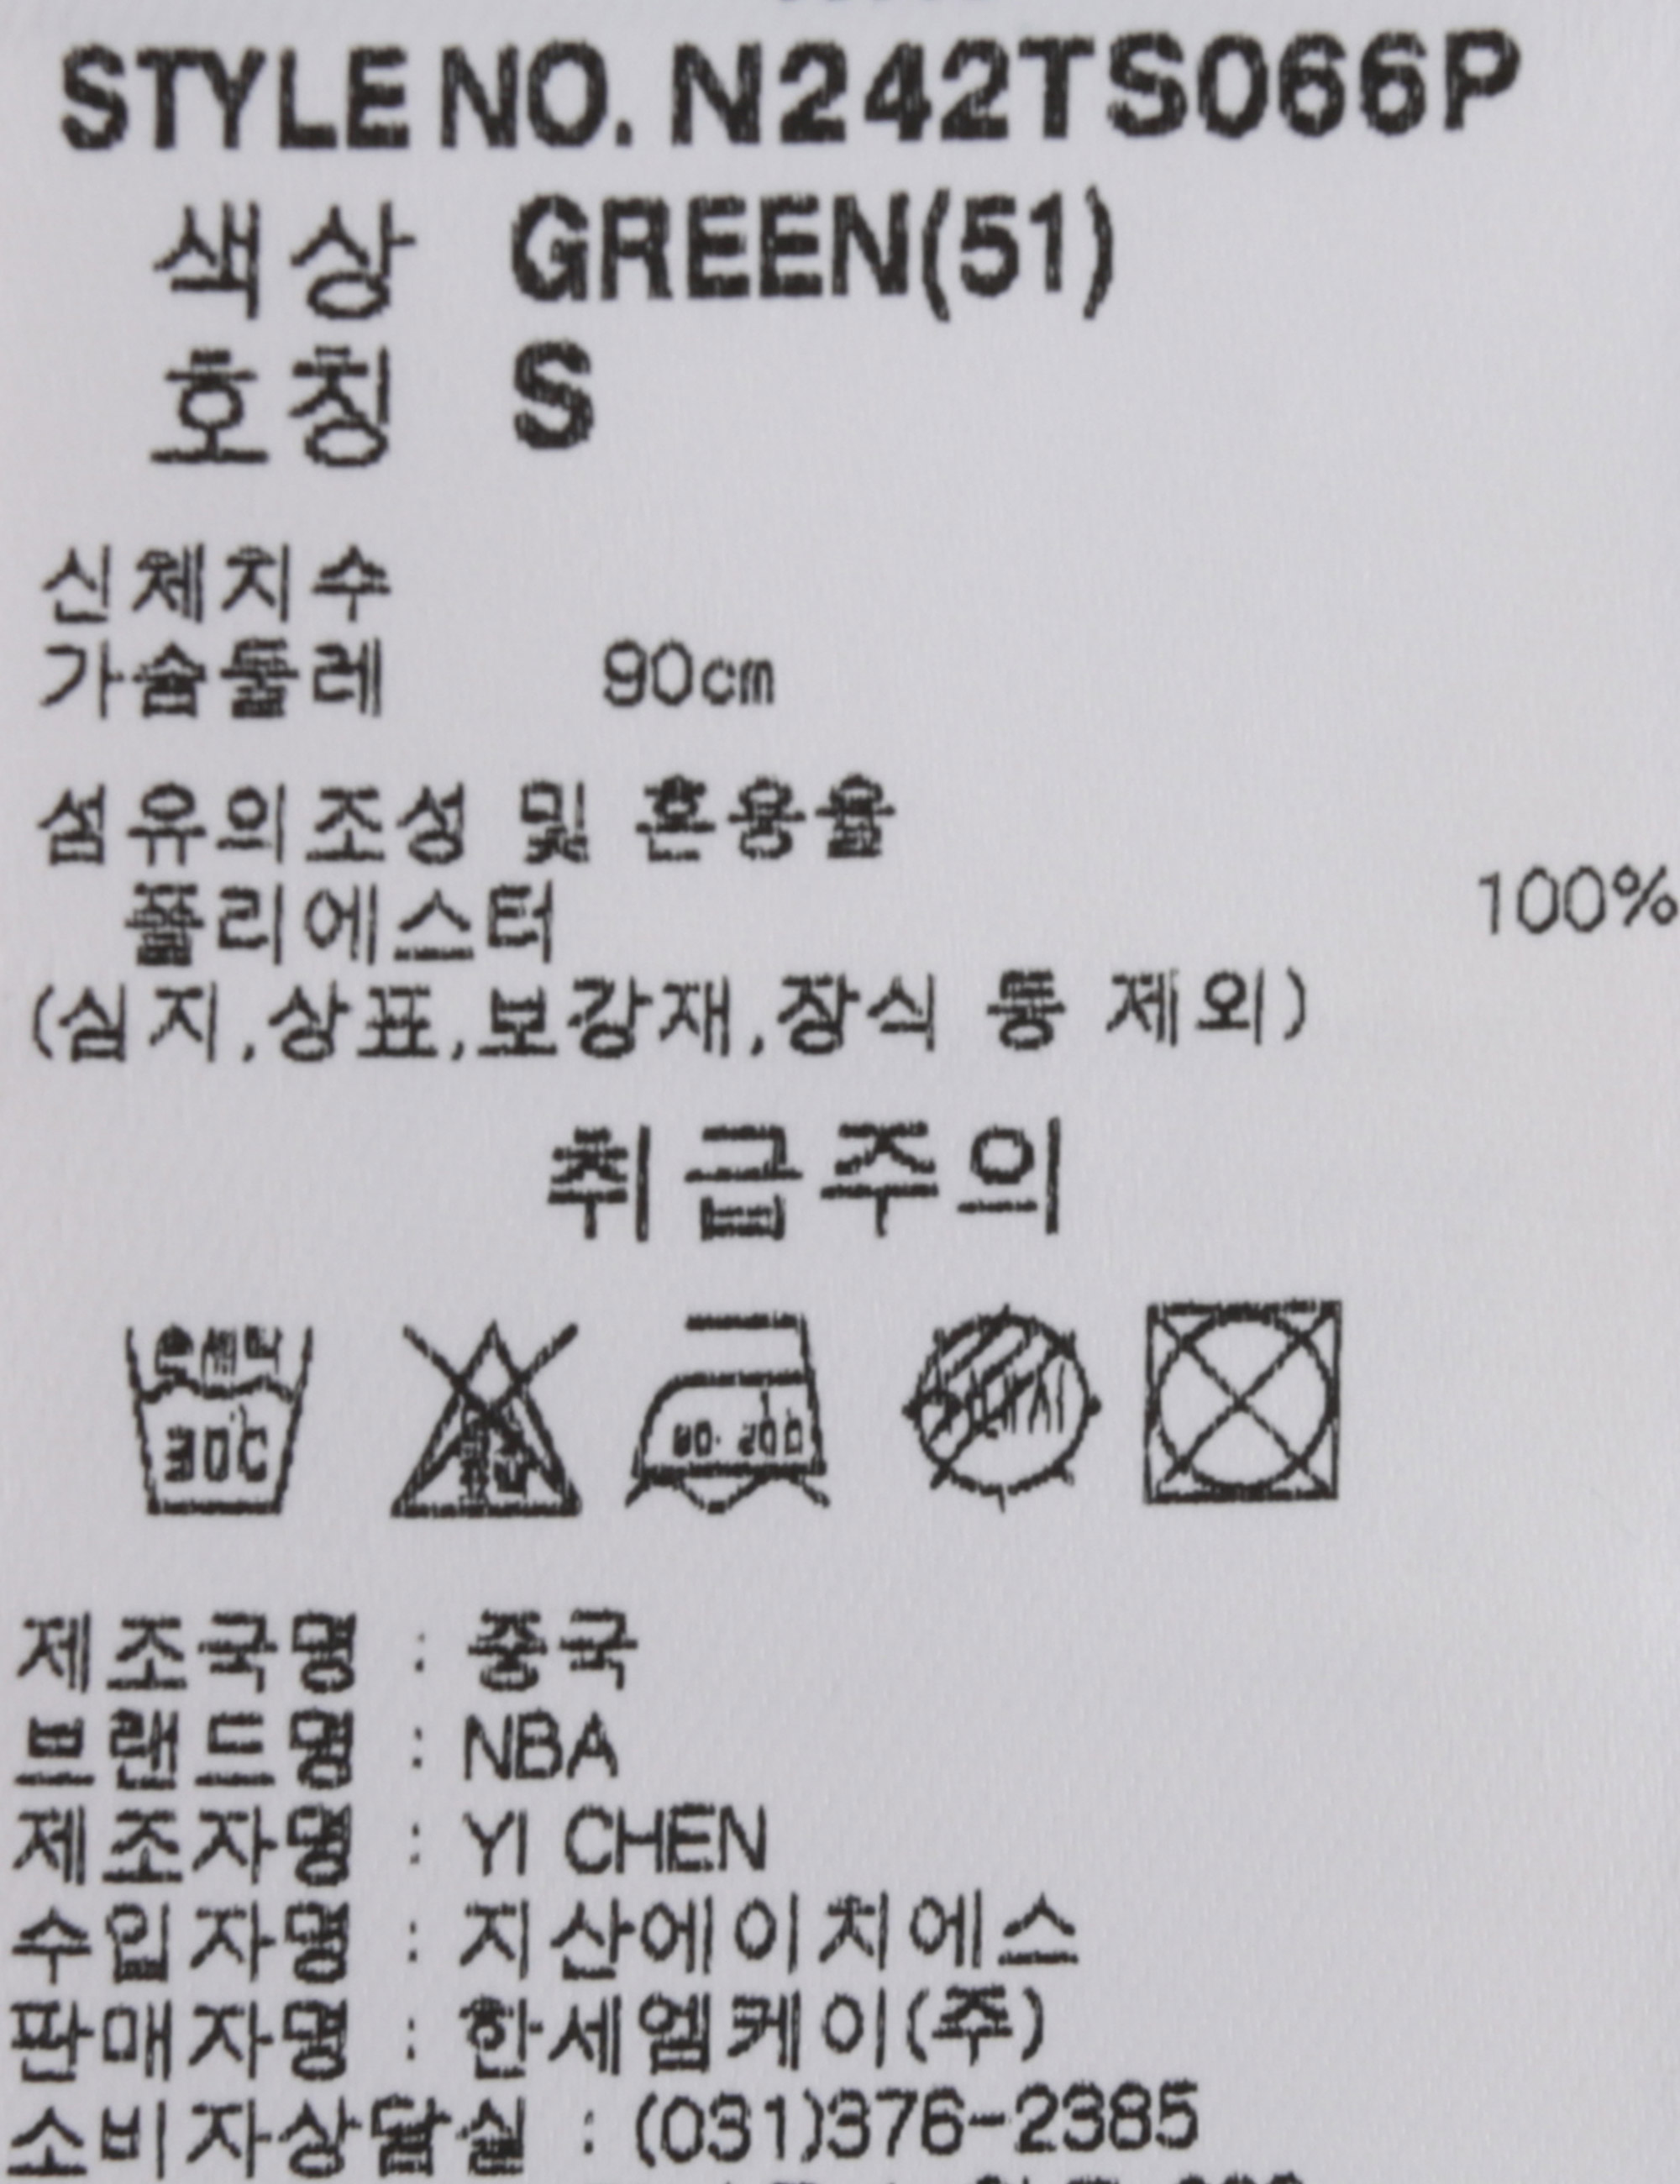 STYLE NO. N242TS066P
색상 GREEN(51)
호칭 S
신체치수
가슴둘레 90cm
섬유의조성 및 혼용율
폴리에스터 100%
(심지,상표,보강재,장식 등 제외)
취급주의
손세탁
30℃
제조국명 : 중국
브랜드명 : NBA
제조자명 : YI CHEN
수입자명 : 지산에이치에스
판매자명 : 한세엠케이(주)
소비자상담실 : (031)376-2385